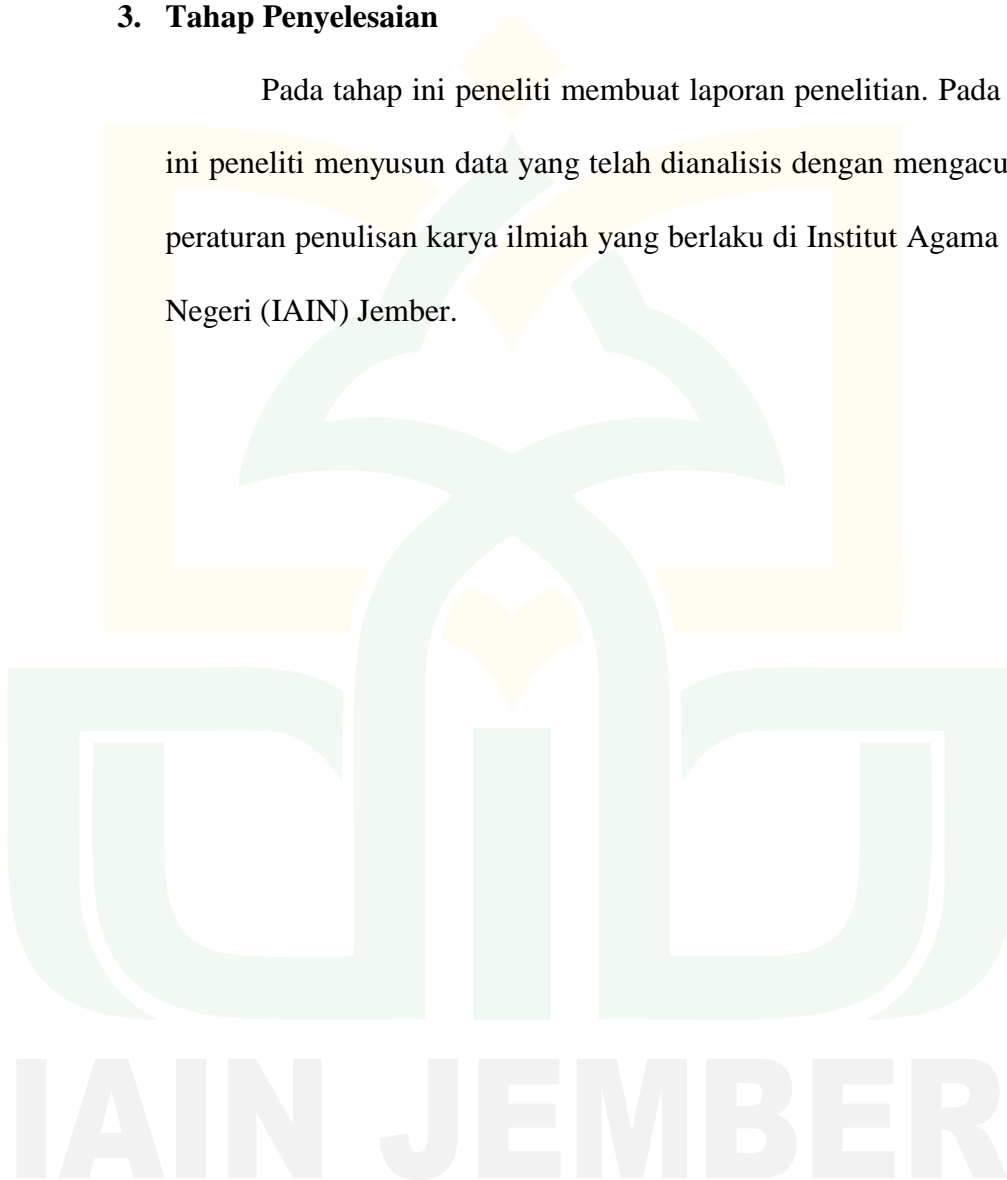 3. Tahap Penyelesaian
Pada tahap ini peneliti membuat laporan penelitian. Pada
ini peneliti menyusun data yang telah dianalisis dengan mengacu
peraturan penulisan karya ilmiah yang berlaku di Institut Agama
Negeri (IAIN) Jember.
IAIN JEMBER